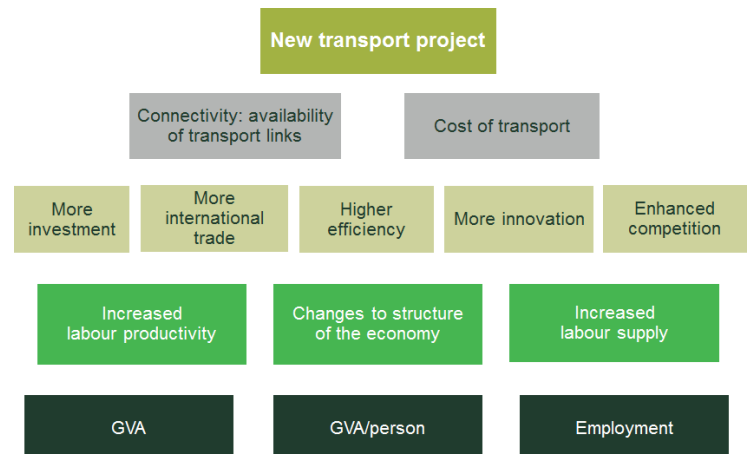 New transport project
Connectivity: availability
of transport links
Cost of transport
More
investment
More
international
trade
Higher
efficiency
More innovation
Enhanced
competition
Increased
labour productivity
Changes to structure
of the economy
Increased
labour supply
GVA
GVA/person
Employment